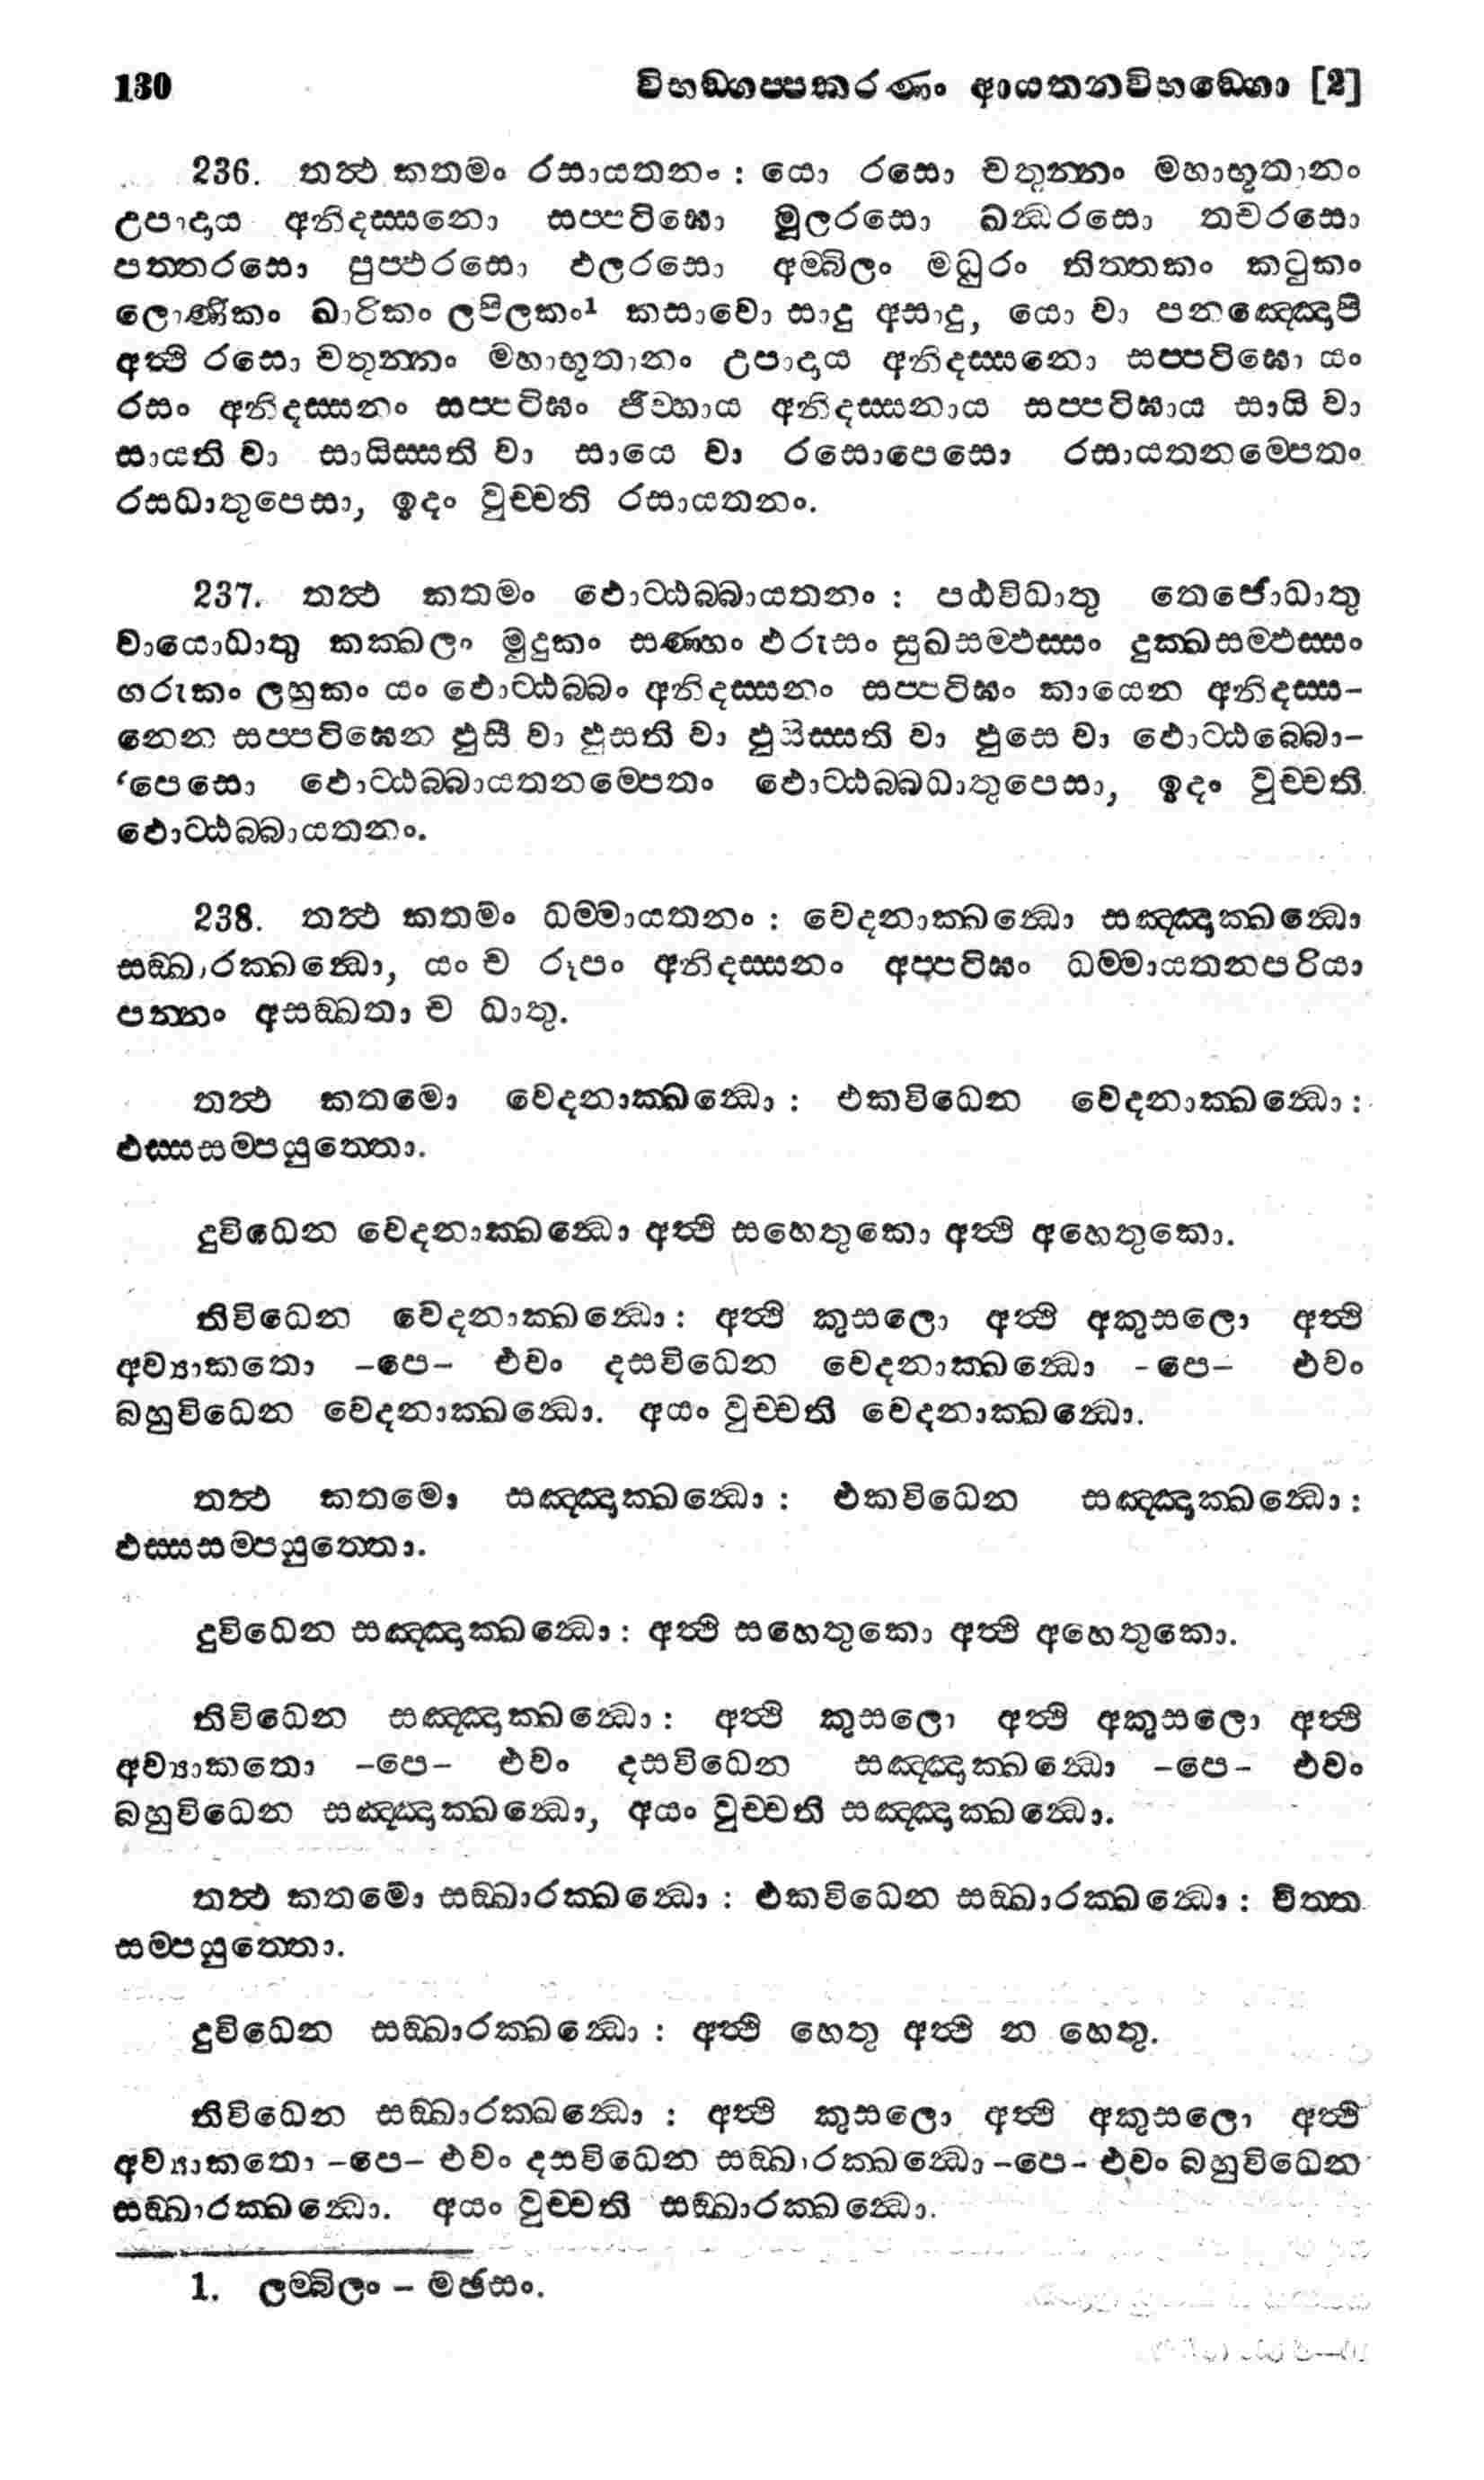 130 විභඞ්ගප්පකරණං ආයතනවිභඞ්ගො [2]
236. තත්ථ කතමං රසායතනං : යො රසො චතුන්නං මහාභූතානං
උපාදාය අනිදස්සනො සප්පටිඝො මූලරසො ඛන්ධරසො තචරසො
පත්තරසො පුප්ඵරසො ඵලරසො අම්බිලං මධුරං තිත්තකං කටුකං
ලොණිකං ඛාරිකං ලපිලකං¹ කසාවො සාදු අසාදු, යො වා පනඤ්ඤොපි
අත්ථි රසො චතුන්නං මහාභූතානං උපාදාය අනිදස්සනො සප්පටිඝො යං
රසං අනිදස්සනං සප්පටිඝං ජිව්හාය අනිදස්සනාය සප්පටිඝාය සායි වා
සායති වා සායිස්සති වා සායෙ වා රසොපෙසො රසායතනම්පෙතං
රසධාතුපෙසා, ඉදං වුච්චති රසායතනං.
237. තත්ථ කතමං ඵොට්ඨබ්බායතනං : පඨවිධාතු තෙජොධාතු
වායොධාතු කක්ඛලං මුදුකං සණ්හං ඵරුසං සුඛසම්ඵස්සං දුක්ඛසම්ඵස්සං
ගරුකං ලහුකං යං ඵොට්ඨබ්බං අනිදස්සනං සප්පටිඝං කායෙන අනිදස්ස-
නෙන සප්පටිඝෙන ඵුසී වා ඵුසති වා ඵුසිස්සති වා ඵුසෙ වා ඵොට්ඨබ්බො-
‘පෙසො ඵොට්ඨබ්බායතනම්පෙතං ඵොට්ඨබ්බධාතුපෙසා, ඉදං වුච්චති
ඵොට්ඨබ්බායතනං.
238. තත්ථ කතමං ධම්මායතනං : වෙදනාක්ඛන්ධො සඤ්ඤාක්ඛන්ධො
සඞ්ඛාරක්ඛන්ධො, යං ච රූපං අනිදස්සනං අප්පටිඝං ධම්මායතනපරියා
පන්නං අසඞ්ඛතා ච ධාතු.
තත්ථ කතමො වෙදනාක්ඛන්ධො : එකවිධෙන වෙදනාක්ඛන්ධො :
ඵස්සසම්පයුත්තො.
දුවිධෙන වෙදනාක්ඛන්ධො අත්ථි සහෙතුකො අත්ථි අහෙතුකො.
තිවිධෙන වෙදනාක්ඛන්ධො : අත්ථි කුසලො අත්ථි අකුසලො අත්ථි
අව්‍යාකතො -පෙ- එවං දසවිධෙන වෙදනාක්ඛන්ධො -පෙ- එවං
බහුවිධෙන වෙදනාක්ඛන්ධො. අයං වුච්චති වෙදනාක්ඛන්ධො.
තත්ථ කතමො සඤ්ඤාක්ඛන්ධො : එකවිධෙන සඤ්ඤාක්ඛන්ධො :
ඵස්සසම්පයුත්තො.
දුවිධෙන සඤ්ඤාක්ඛන්ධො : අත්ථි සහෙතුකො අත්ථි අහෙතුකො.
තිවිධෙන සඤ්ඤාක්ඛන්ධො : අත්ථි කුසලො අත්ථි අකුසලො අත්ථි
අව්‍යාකතො -පෙ- එවං දසවිධෙන සඤ්ඤාක්ඛන්ධො -පෙ- එවං
බහුවිධෙන සඤ්ඤාක්ඛන්ධො, අයං වුච්චති සඤ්ඤාක්ඛන්ධො.
තත්ථ කතමො සඞ්ඛාරක්ඛන්ධො : එකවිධෙන සඞ්ඛාරක්ඛන්ධො : චිත්ත
සම්පයුත්තො.
දුවිධෙන සඞ්ඛාරක්ඛන්ධො : අත්ථි හෙතු අත්ථි න හෙතු.
තිවිධෙන සඞ්ඛාරක්ඛන්ධො : අත්ථි කුසලො අත්ථි අකුසලො අත්ථි
අව්‍යාකතො -පෙ- එවං දසවිධෙන සඞ්ඛාරක්ඛන්ධො -පෙ- එවං බහුවිධෙන
සඞ්ඛාරක්ඛන්ධො. අයං වුච්චති සඞ්ඛාරක්ඛන්ධො.
1. ලම්බිලං - මඡසං.